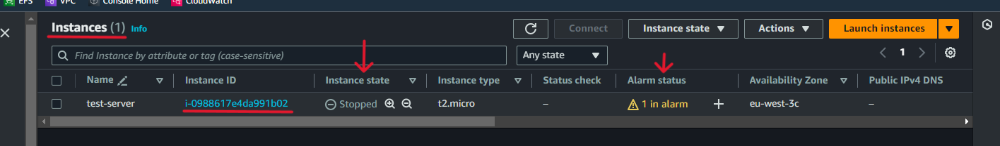 EFS VPC Console Home CloudWatch
Instances (1) Info
Connect Instance state Actions Launch instances
Find Instance by attribute or tag (case-sensitive) Any state 1
Name Instance ID Instance state Instance type Status check Alarm status Availability Zone Public IPv4 DNS
test-server i-0988617e4da991b02 Stopped t2.micro – 1 in alarm + eu-west-3c –